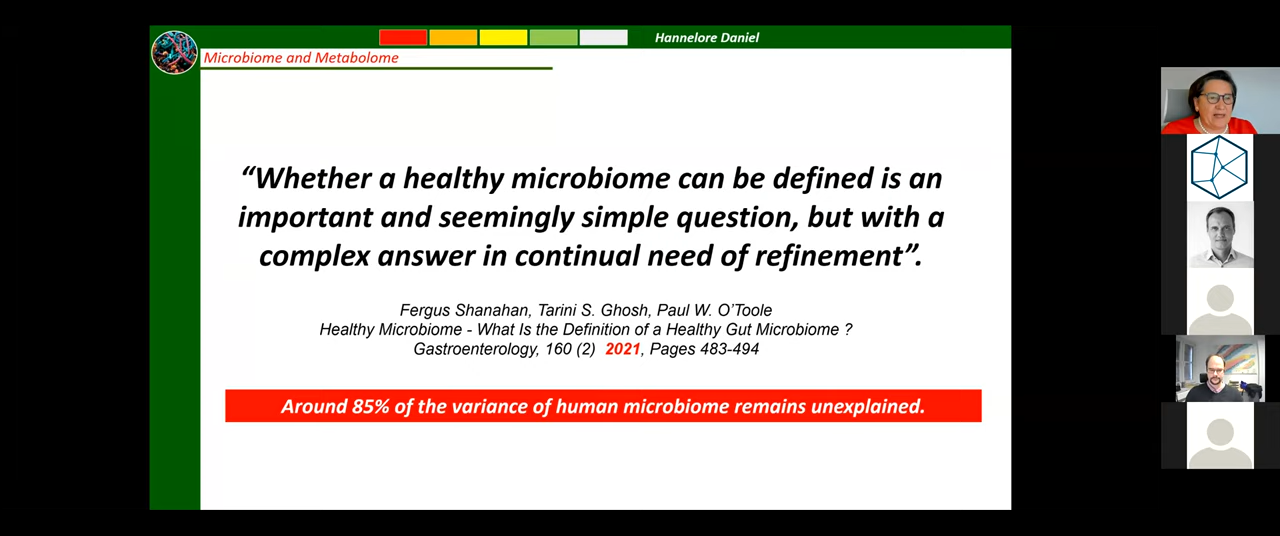 Hannelore Daniel
Microbiome and Metabolome
“Whether a healthy microbiome can be defined is an
important and seemingly simple question, but with a
complex answer in continual need of refinement”.
Fergus Shanahan, Tarini S. Ghosh, Paul W. O’Toole
Healthy Microbiome - What Is the Definition of a Healthy Gut Microbiome ?
Gastroenterology, 160 (2) 2021, Pages 483-494
Around 85% of the variance of human microbiome remains unexplained.